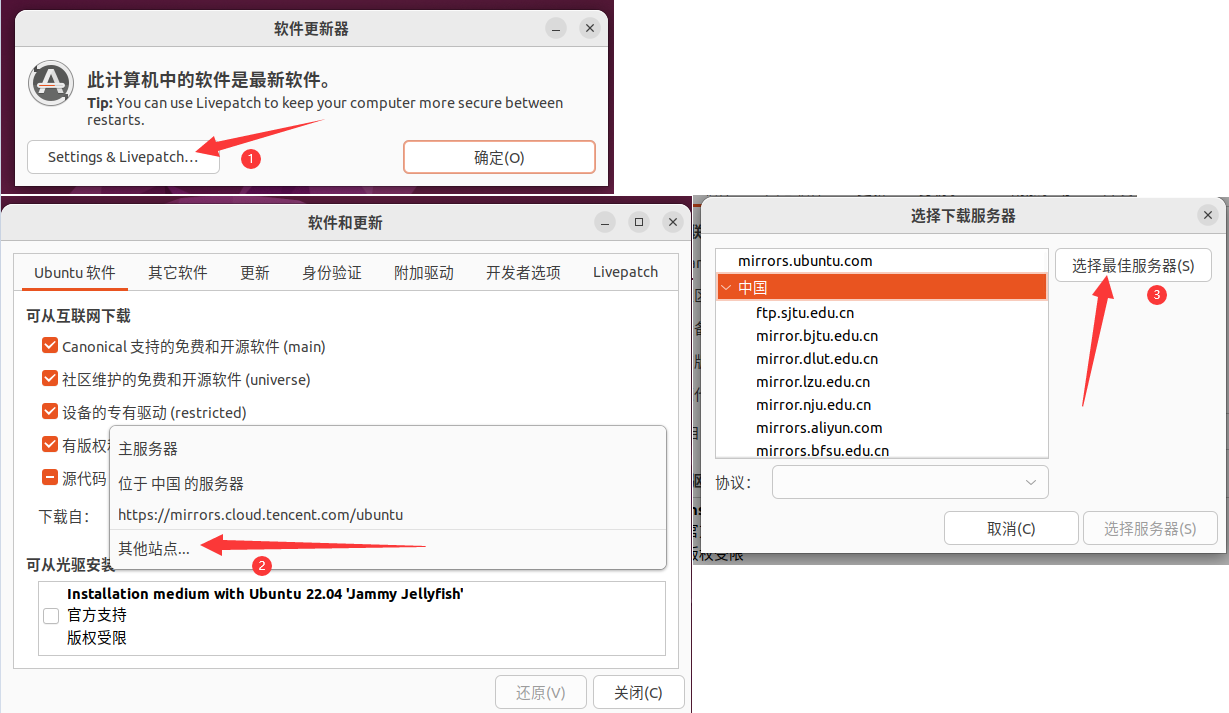 软件更新器
此计算机中的软件是最新软件。
Tip: You can use Livepatch to keep your computer more secure between
restarts.
Settings & Livepatch...
1
确定(O)
软件和更新
Ubuntu 软件 其它软件 更新 身份验证 附加驱动 开发者选项 Livepatch
可从互联网下载
Canonical 支持的免费和开源软件 (main)
社区维护的免费和开源软件 (universe)
设备的专有驱动 (restricted)
有版权
源代码
下载自：
主服务器
位于 中国 的服务器
https://mirrors.cloud.tencent.com/ubuntu
其他站点...
2
可从光驱安装
Installation medium with Ubuntu 22.04 'Jammy Jellyfish'
官方支持
版权受限
还原(V)
关闭(C)
选择下载服务器
mirrors.ubuntu.com
中国
ftp.sjtu.edu.cn
mirror.bjtu.edu.cn
mirror.dlut.edu.cn
mirror.lzu.edu.cn
mirror.nju.edu.cn
mirrors.aliyun.com
mirrors.bfsu.edu.cn
选择最佳服务器(S)
3
协议：
取消(C)
选择服务器(S)
版权受限